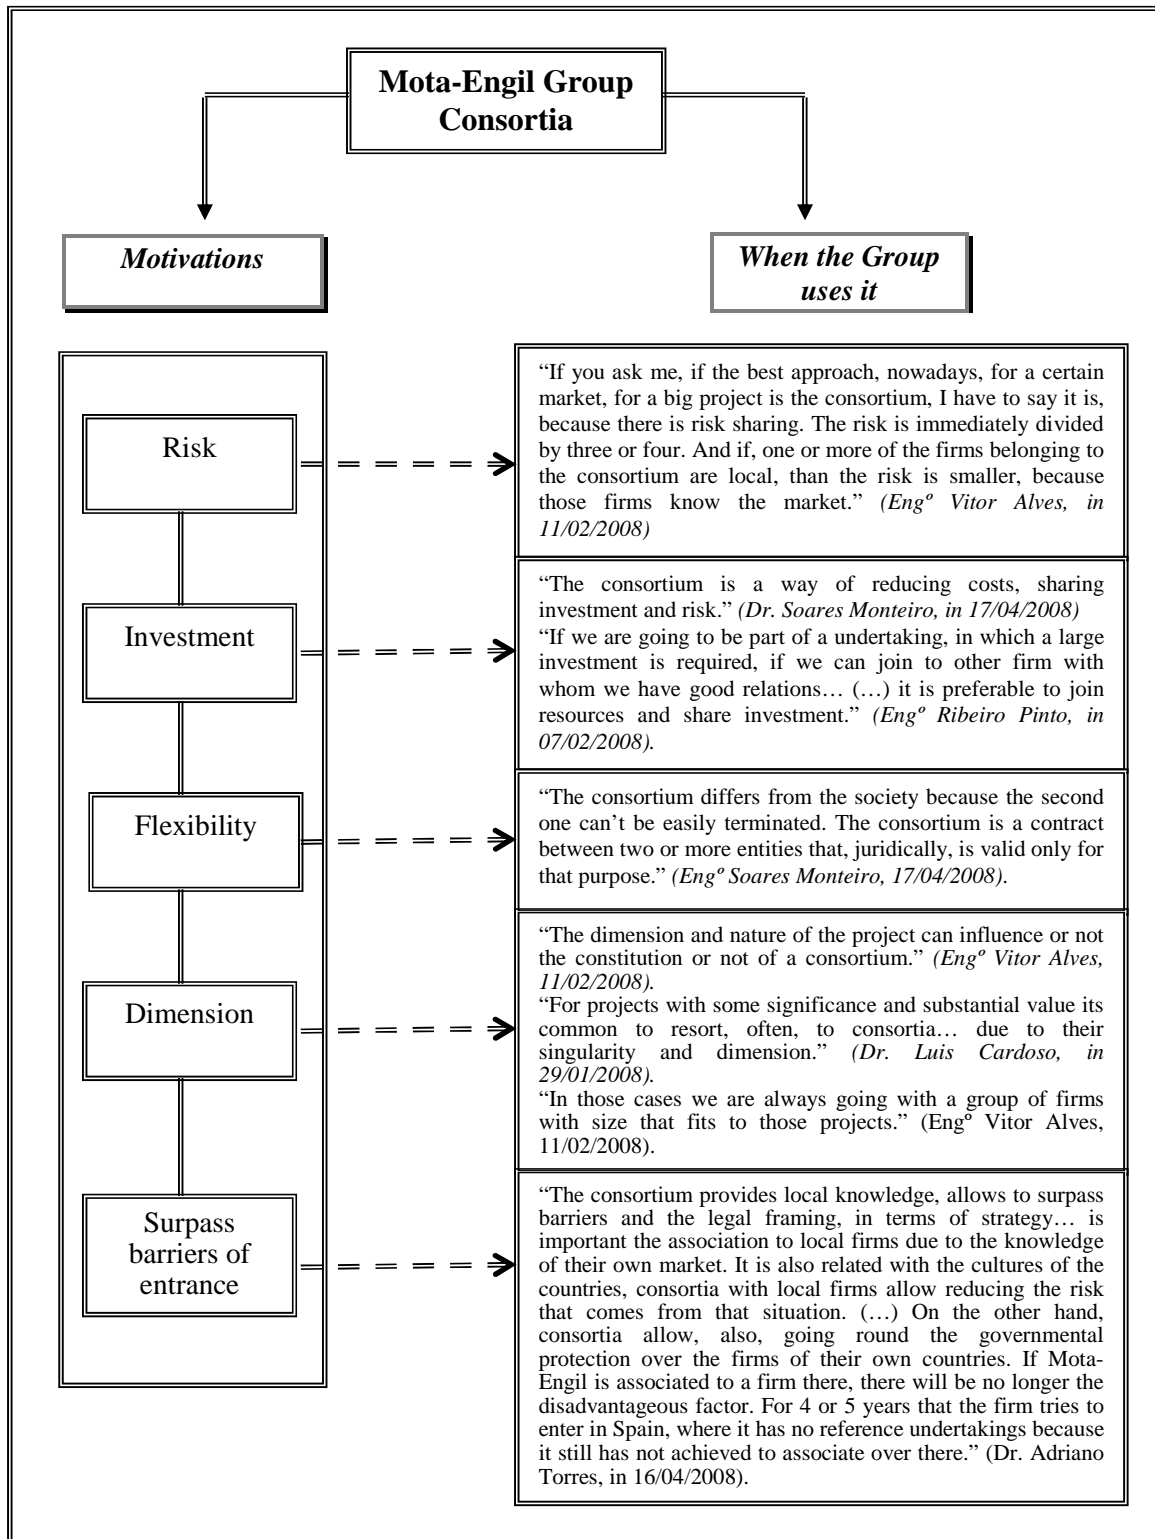 Mota-Engil Group
Consortia
Motivations
When the Group
uses it
Risk
“If you ask me, if the best approach, nowadays, for a certain
market, for a big project is the consortium, I have to say it is,
because there is risk sharing. The risk is immediately divided
by three or four. And if, one or more of the firms belonging to
the consortium are local, than the risk is smaller, because
those firms know the market.” (Engº Vitor Alves, in
11/02/2008)
Investment
“The consortium is a way of reducing costs, sharing
investment and risk.” (Dr. Soares Monteiro, in 17/04/2008)
“If we are going to be part of a undertaking, in which a large
investment is required, if we can join to other firm with
whom we have good relations… (…) it is preferable to join
resources and share investment.” (Engº Ribeiro Pinto, in
07/02/2008).
Flexibility
“The consortium differs from the society because the second
one can’t be easily terminated. The consortium is a contract
between two or more entities that, juridically, is valid only for
that purpose.” (Engº Soares Monteiro, 17/04/2008).
Dimension
“The dimension and nature of the project can influence or not
the constitution or not of a consortium.” (Engº Vitor Alves,
11/02/2008).
“For projects with some significance and substantial value its
common to resort, often, to consortia… due to their
singularity and dimension.” (Dr. Luis Cardoso, in
29/01/2008).
“In those cases we are always going with a group of firms
with size that fits to those projects.” (Engº Vitor Alves,
11/02/2008).
Surpass
barriers of
entrance
“The consortium provides local knowledge, allows to surpass
barriers and the legal framing, in terms of strategy… is
important the association to local firms due to the knowledge
of their own market. It is also related with the cultures of the
countries, consortia with local firms allow reducing the risk
that comes from that situation. (…) On the other hand,
consortia allow, also, going round the governmental
protection over the firms of their own countries. If Mota-
Engil is associated to a firm there, there will be no longer the
disadvantageous factor. For 4 or 5 years that the firm tries to
enter in Spain, where it has no reference undertakings because
it still has not achieved to associate over there.” (Dr. Adriano
Torres, in 16/04/2008).